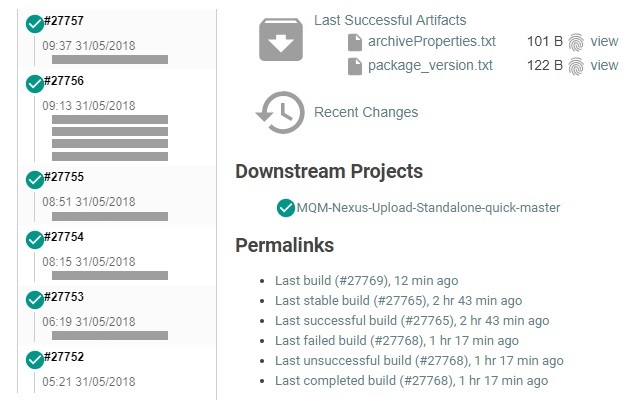 #27757
09:37 31/05/2018
#27756
09:13 31/05/2018
#27755
08:51 31/05/2018
#27754
08:15 31/05/2018
#27753
06:19 31/05/2018
#27752
05:21 31/05/2018
Last Successful Artifacts
archiveProperties.txt 101 B view
package_version.txt 122 B view
Recent Changes
Downstream Projects
MQM-Nexus-Upload-Standalone-quick-master
Permalinks
Last build (#27769), 12 min ago
Last stable build (#27765), 2 hr 43 min ago
Last successful build (#27765), 2 hr 43 min ago
Last failed build (#27768), 1 hr 17 min ago
Last unsuccessful build (#27768), 1 hr 17 min ago
Last completed build (#27768), 1 hr 17 min ago